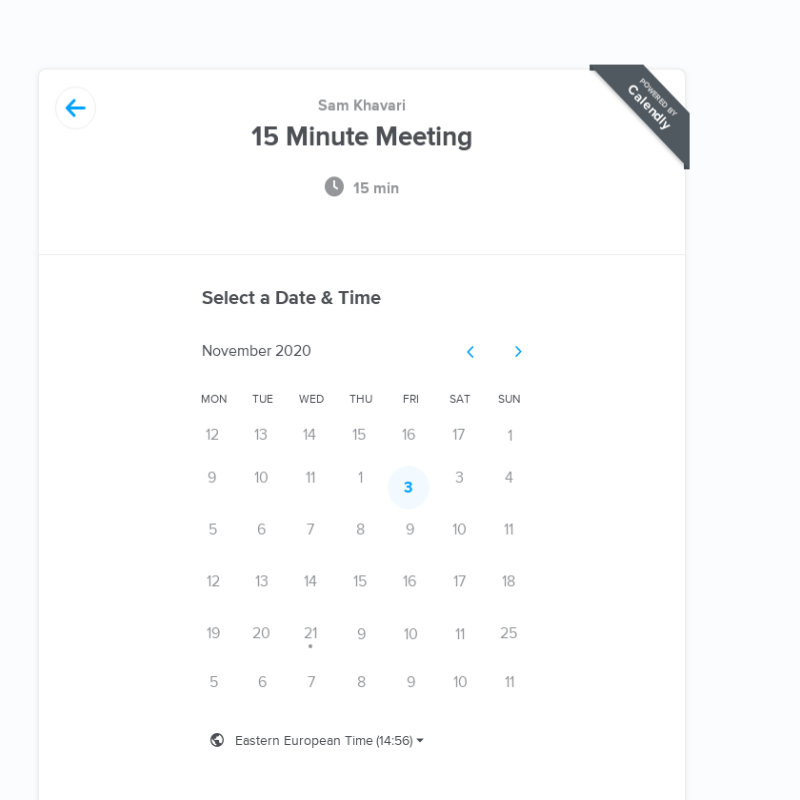 POWERED BY
Calendly
Sam Khavari
15 Minute Meeting
15 min
Select a Date & Time
November 2020
MON TUE WED THU FRI SAT SUN
12 13 14 15 16 17 1
9 10 11 1 3 3 4
5 6 7 8 9 10 11
12 13 14 15 16 17 18
19 20 21 9 10 11 25
5 6 7 8 9 10 11
Eastern European Time (14:56)